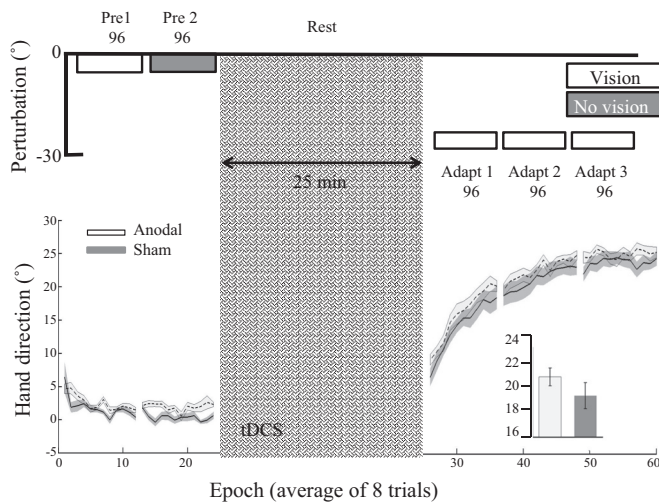 Pre1
96
Pre 2
96
Rest
Perturbation (°)
0
-30
Vision
No vision
25 min
Adapt 1
96
Adapt 2
96
Adapt 3
96
Hand direction (°)
30
25
20
15
10
5
0
-5
Anodal
Sham
tDCS
24
22
20
18
16
0
10
20
30
40
50
60
Epoch (average of 8 trials)